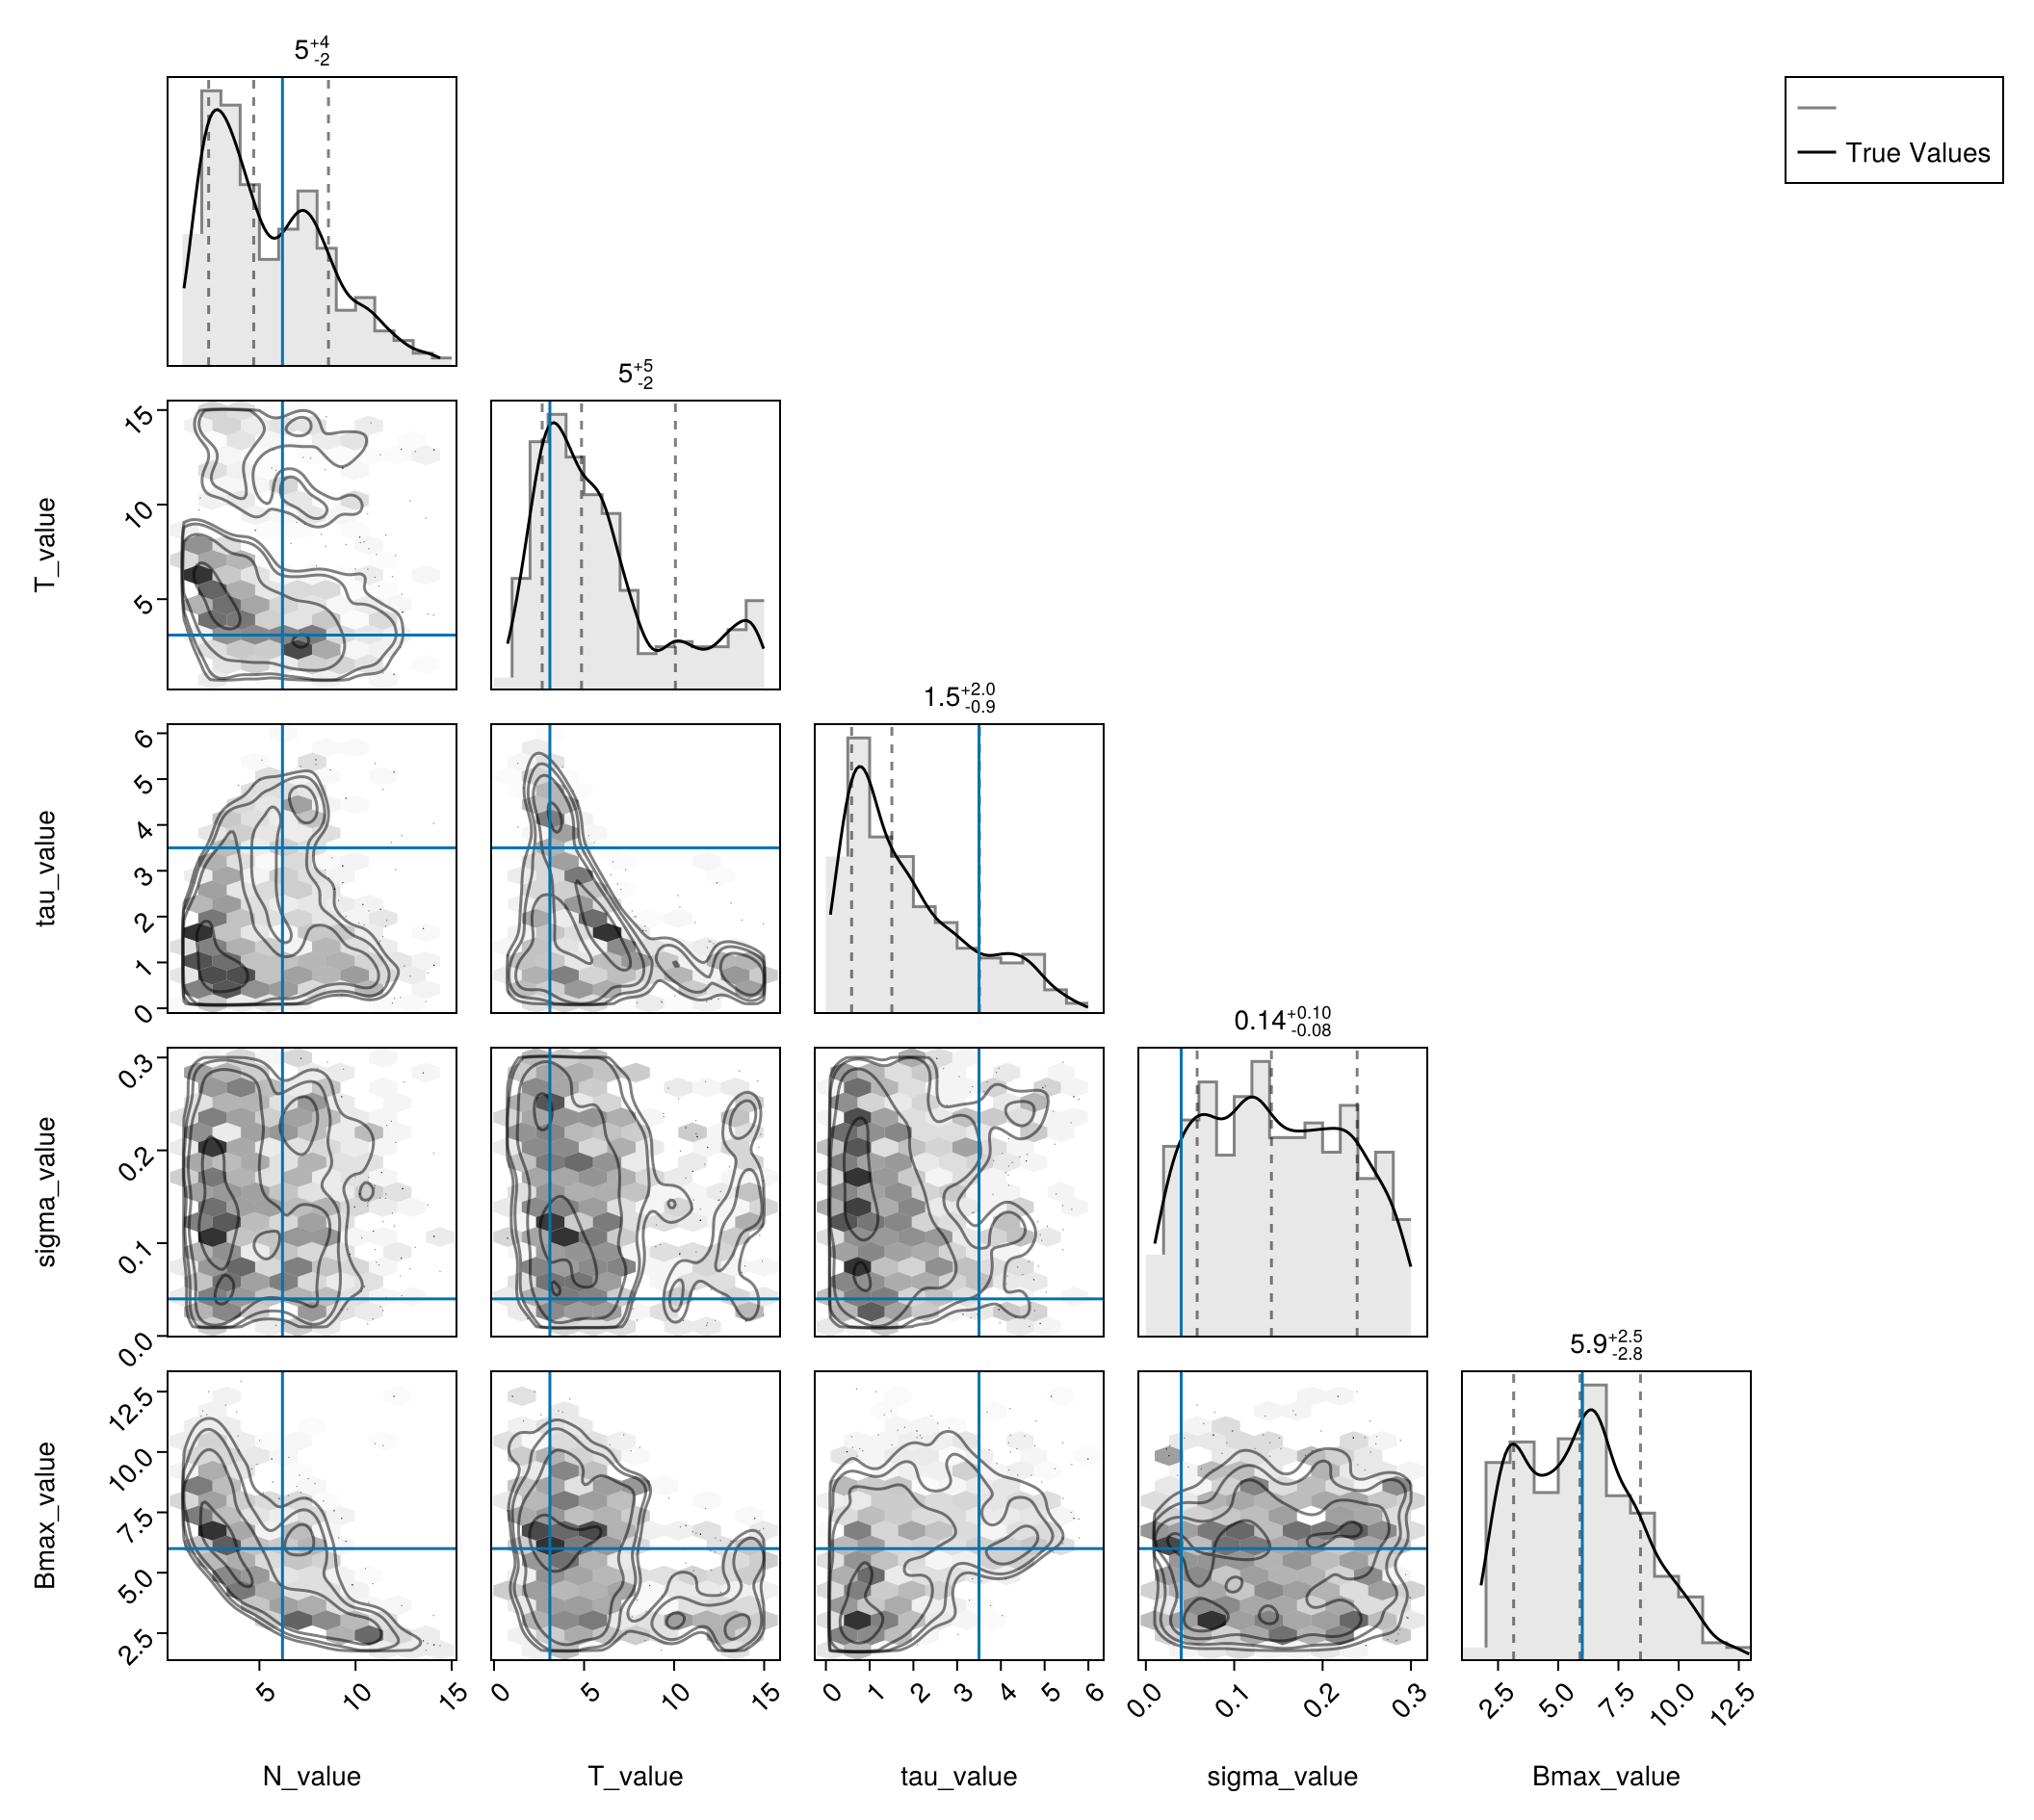 5+4-2
True Values
T_value
15
10
5
5+5-2
tau_value
6
5
4
3
2
1
0
1.5+2.0-0.9
sigma_value
0.3
0.2
0.1
0.0
0.14+0.10-0.08
Bmax_value
12.5
10.0
7.5
5.0
2.5
5.9+2.5-2.8
5 10 15
0 5 10 15
0 1 2 3 4 5 6
0.0 0.1 0.2 0.3
2.5 5.0 7.5 10.0 12.5
N_value T_value tau_value sigma_value Bmax_value